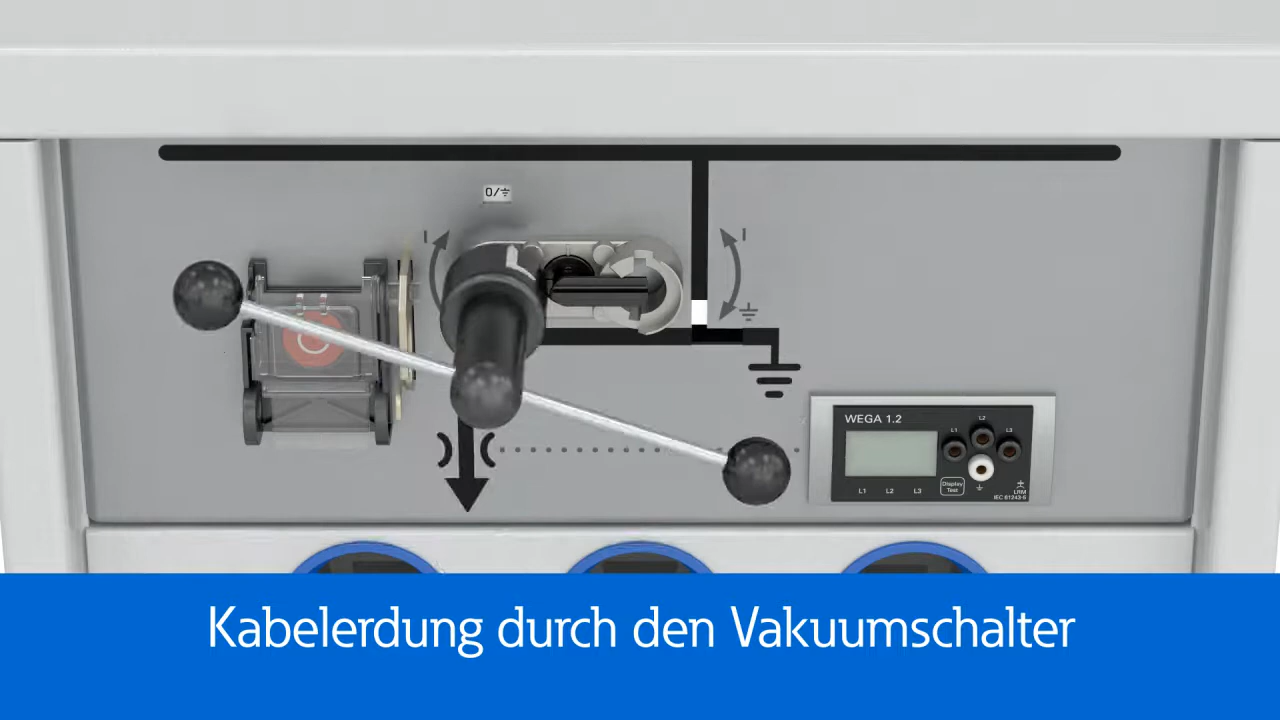 0/⏚
I
I
WEGA 1.2
L2
L1
L3
L1 L2 L3
Display
Test
LRM
IEC 61243-5
Kabelerdung durch den Vakuumschalter